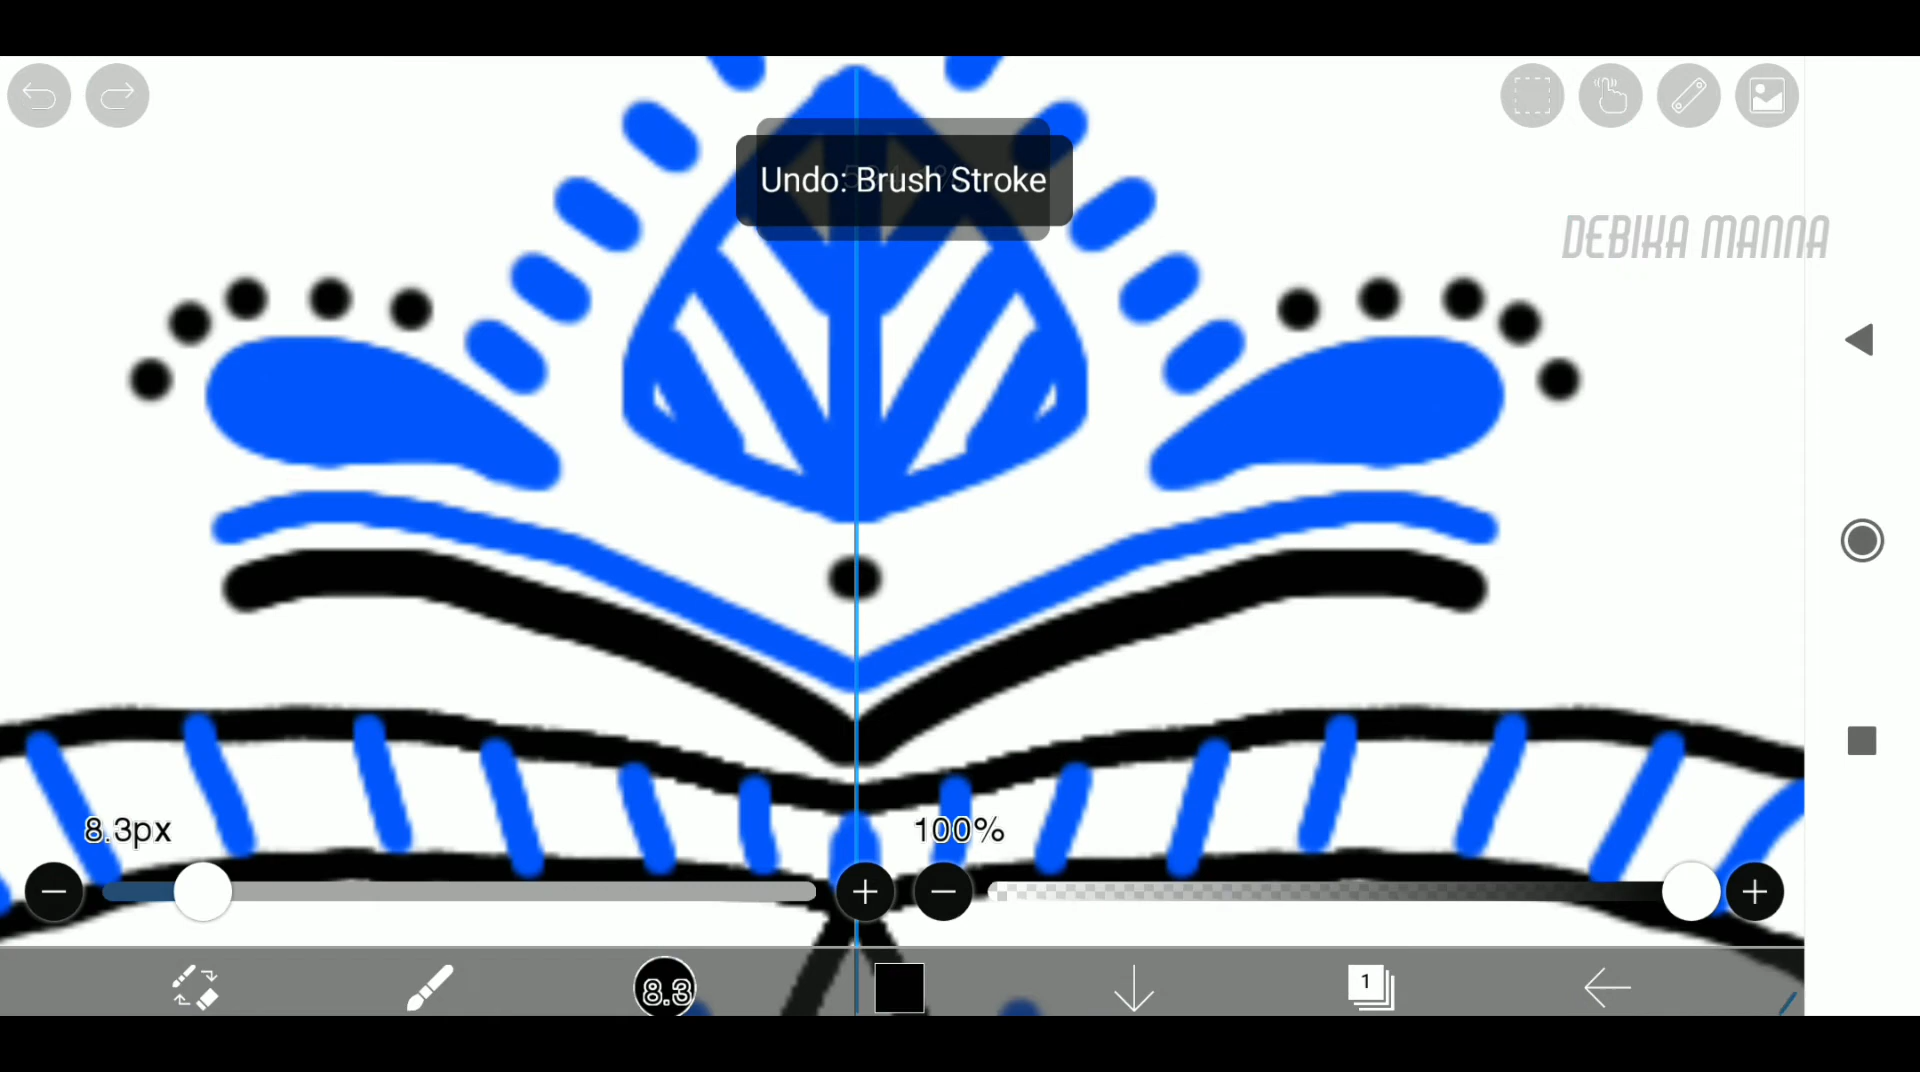 Undo: Brush Stroke
DEBIKA MANNA
8.3px
100%
8.3
1